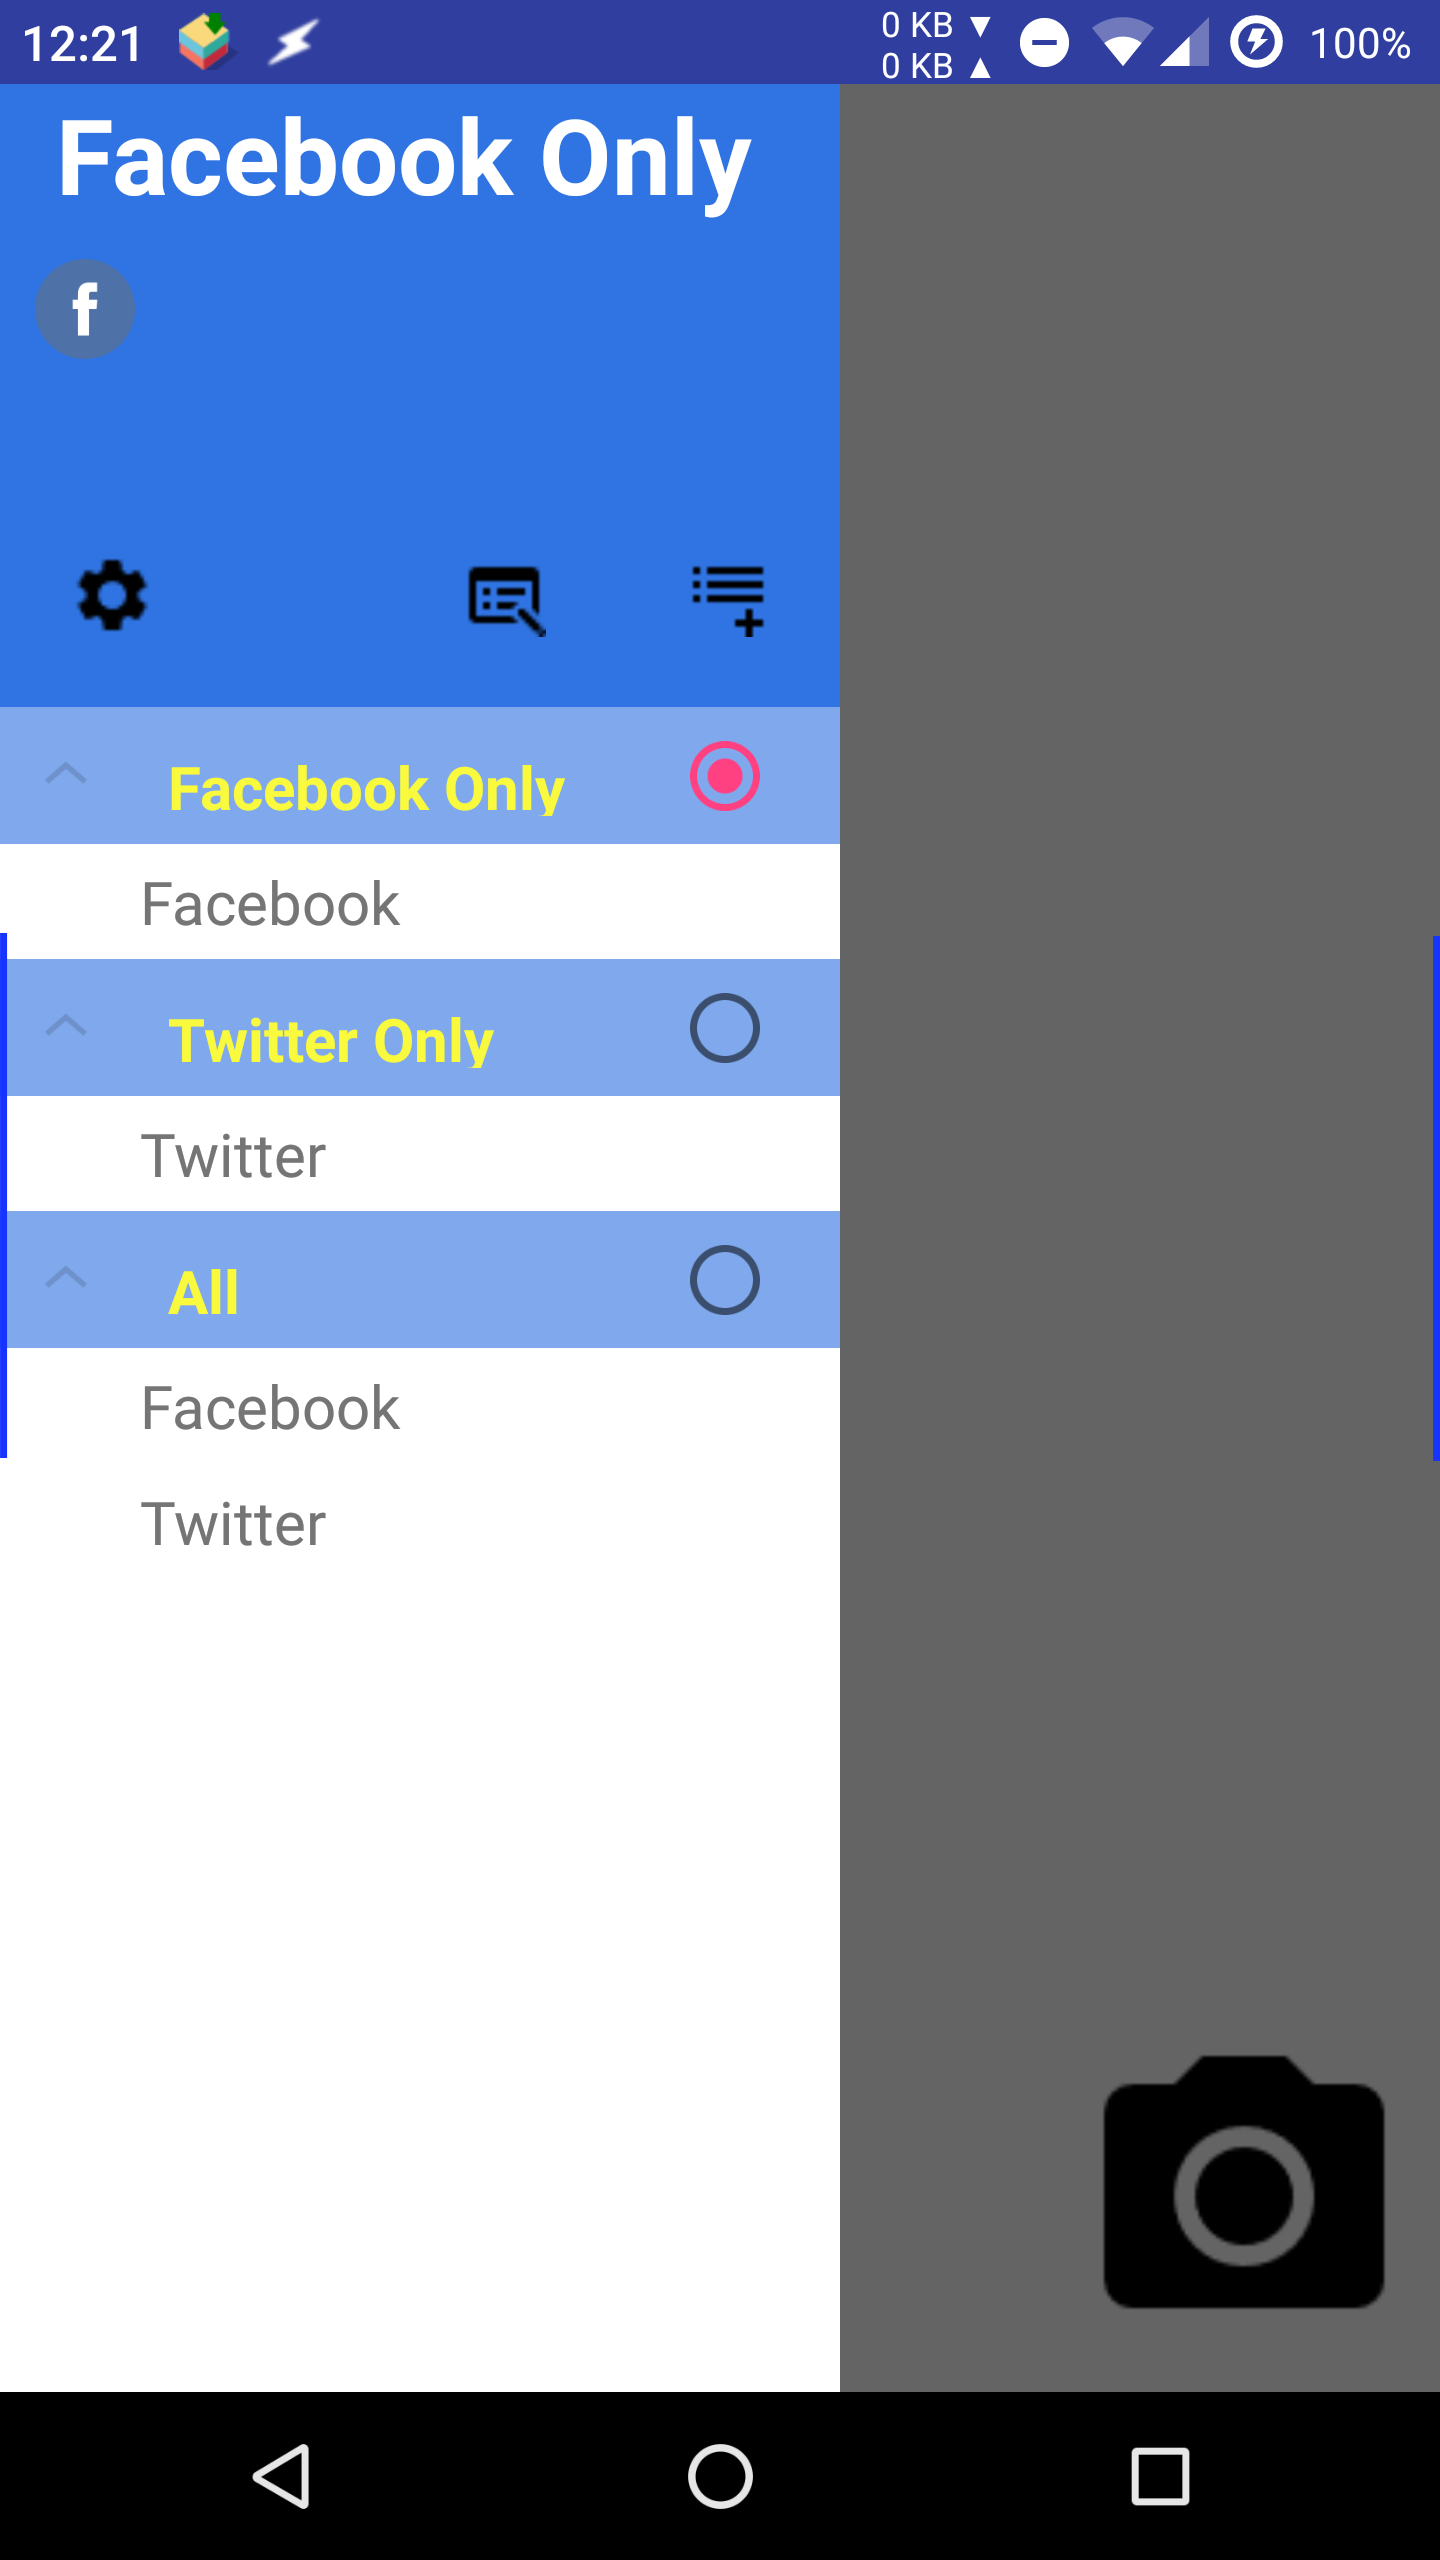 12:21
0 KB ▼
0 KB ▲
100%
Facebook Only
f
Facebook Only
Facebook
Twitter Only
Twitter
All
Facebook
Twitter